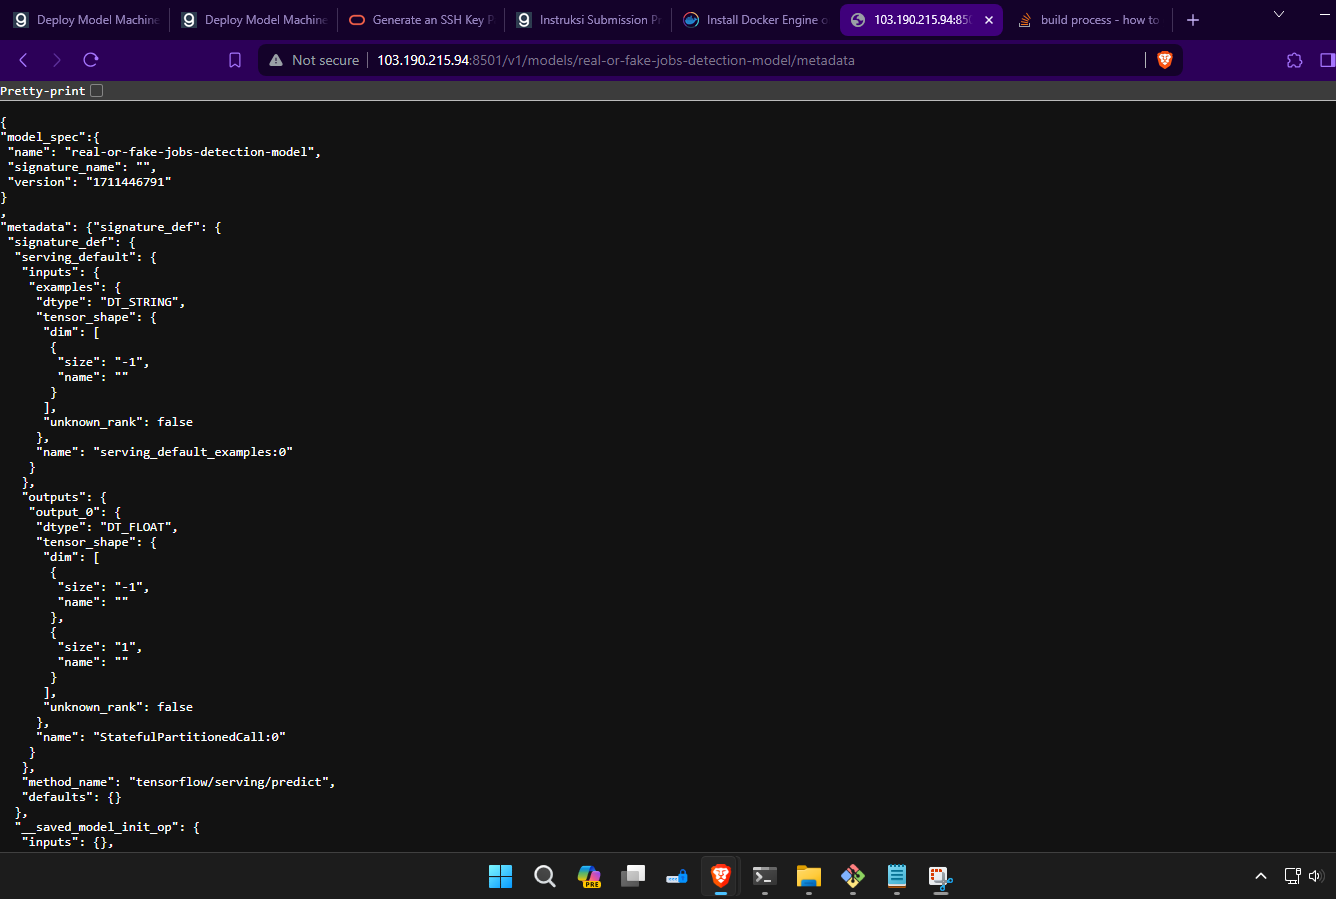 Deploy Model Machine
Deploy Model Machine
Generate an SSH Key P
Instruksi Submission Pr
Install Docker Engine o
103.190.215.94:850
build process - how to
Not secure
103.190.215.94:8501/v1/models/real-or-fake-jobs-detection-model/metadata
Pretty-print
{
"model_spec":{
"name": "real-or-fake-jobs-detection-model",
"signature_name": "",
"version": "1711446791"
}
,
"metadata": {"signature_def": {
"signature_def": {
"serving_default": {
"inputs": {
"examples": {
"dtype": "DT_STRING",
"tensor_shape": {
"dim": [
{
"size": "-1",
"name": ""
}
],
"unknown_rank": false
},
"name": "serving_default_examples:0"
}
},
"outputs": {
"output_0": {
"dtype": "DT_FLOAT",
"tensor_shape": {
"dim": [
{
"size": "-1",
"name": ""
},
{
"size": "1",
"name": ""
}
],
"unknown_rank": false
},
"name": "StatefulPartitionedCall:0"
}
},
"method_name": "tensorflow/serving/predict",
"defaults": {}
},
"__saved_model_init_op": {
"inputs": {},
PRE